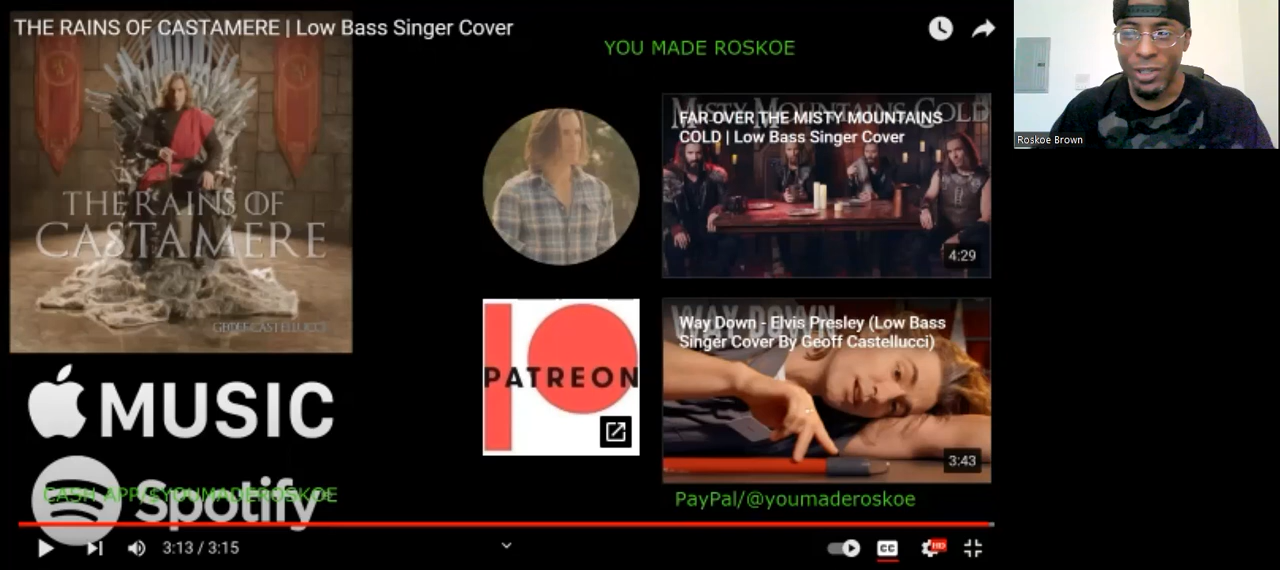 THE RAINS OF CASTAMERE | Low Bass Singer Cover
YOU MADE ROSKOE
Roskoe Brown
THE RAINS OF
CASTAMERE
GEOFF CASTELLUCCI
MISTY MOUNTAINS COLD
FAR OVER THE MISTY MOUNTAINS
COLD | Low Bass Singer Cover
4:29
PATREON
WAY DOWN
Way Down - Elvis Presley (Low Bass
Singer Cover By Geoff Castellucci)
3:43
MUSIC
Spotify
CASH APP/$YOUMADEROSKOE
PayPal/@youmaderoskoe
3:13 / 3:15
CC
HD